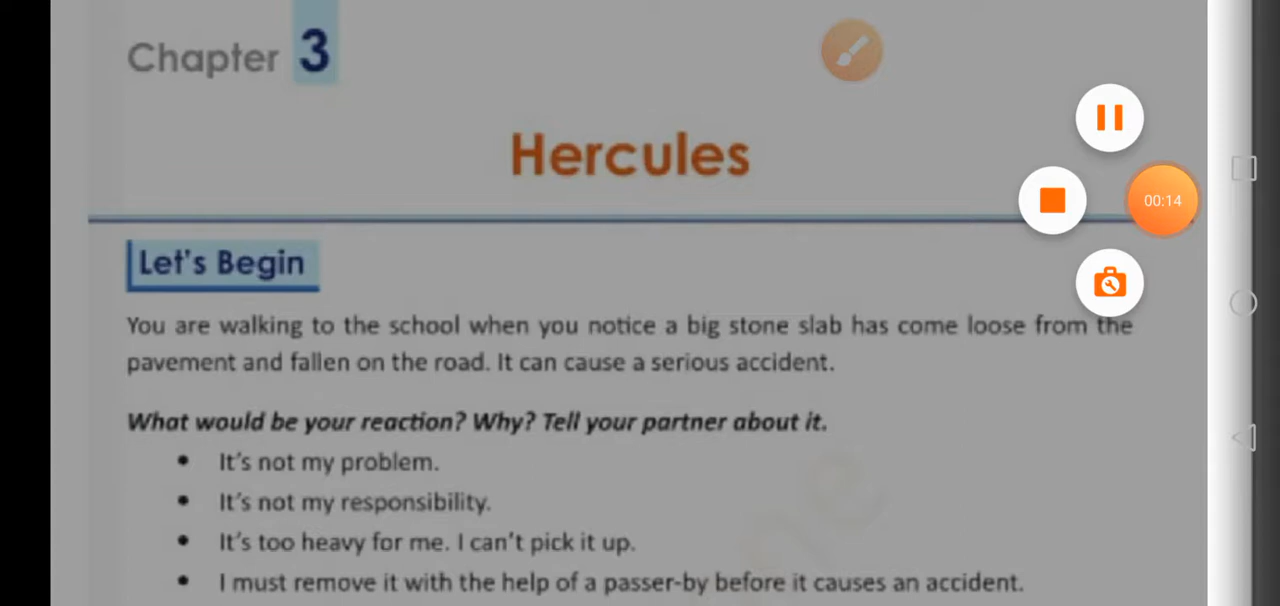 Chapter 3
Hercules
00:14
Let's Begin
You are walking to the school when you notice a big stone slab has come loose from the
pavement and fallen on the road. It can cause a serious accident.
What would be your reaction? Why? Tell your partner about it.
• It's not my problem.
• It's not my responsibility.
• It's too heavy for me. I can't pick it up.
• I must remove it with the help of a passer-by before it causes an accident.